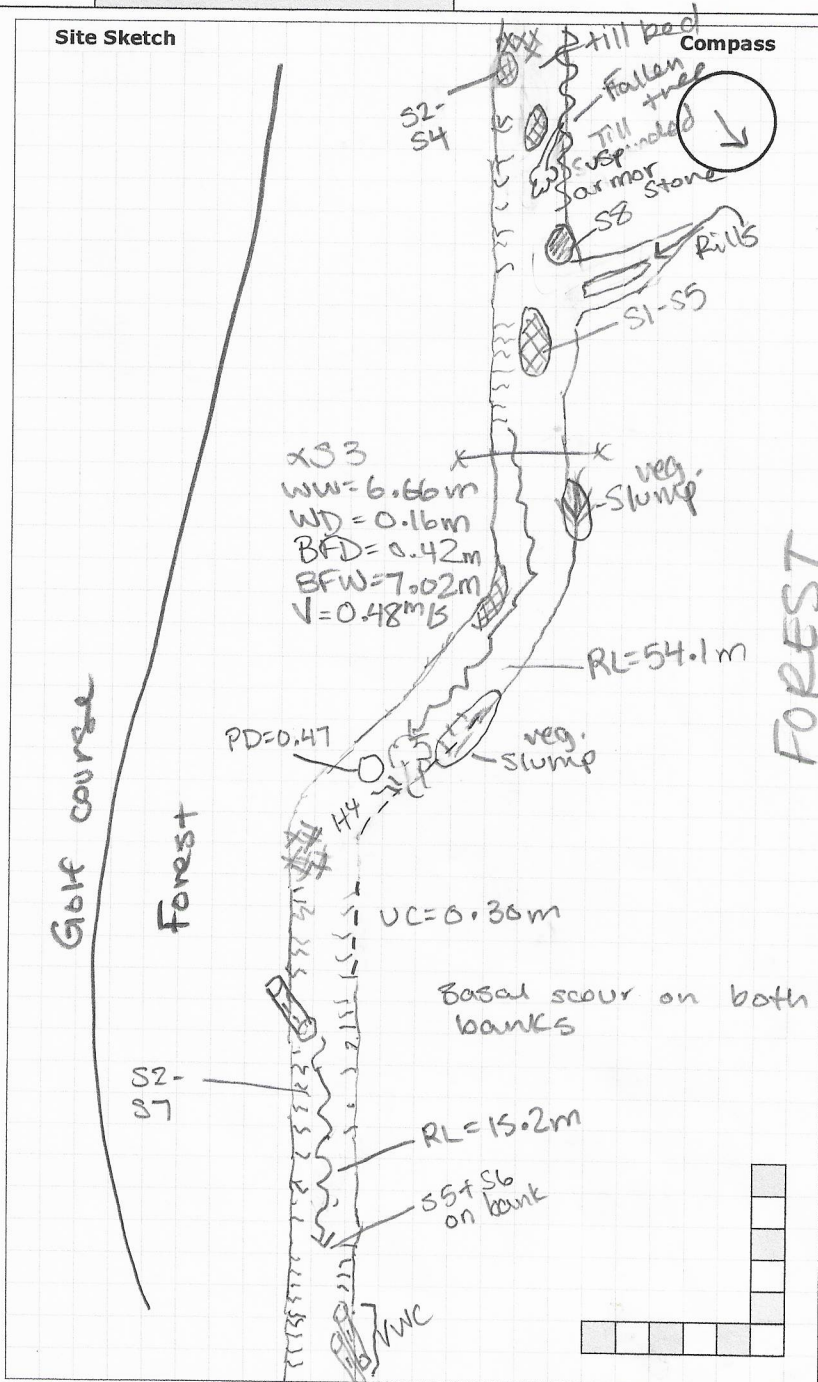 Site Sketch
Compass
till bed
Fallen
tree
Till
suspended
armor stone
S2-
S4
S8
Rills
S1-S5
xS3
WW=6.66m
WD=0.16m
BFD=0.42m
BFW=7.02m
V=0.48m/s
veg.
Slump
FOREST
RL=54.1m
PD=0.47
veg.
slump
H4
Golf course
Forest
UC=0.30m
Basal scour on both
banks
S2-
S7
RL=15.2m
S5+S6
on bank
VWC